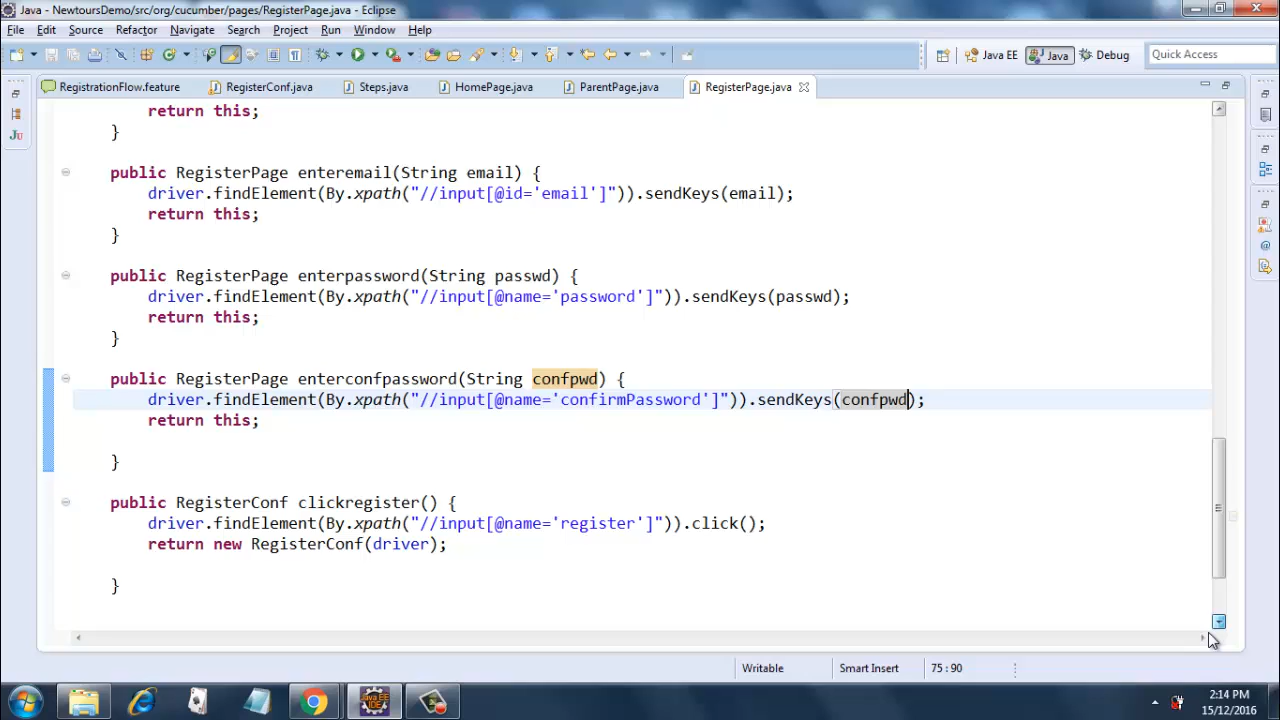 Java - NewtoursDemo/src/org/cucumber/pages/RegisterPage.java - Eclipse
File Edit Source Refactor Navigate Search Project Run Window Help
Java EE Java Debug Quick Access
RegistrationFlow.feature RegisterConf.java Steps.java HomePage.java ParentPage.java RegisterPage.java
return this;
}
public RegisterPage enteremail(String email) {
driver.findElement(By.xpath("//input[@id='email']")).sendKeys(email);
return this;
}
public RegisterPage enterpassword(String passwd) {
driver.findElement(By.xpath("//input[@name='password']")).sendKeys(passwd);
return this;
}
public RegisterPage enterconfpassword(String confpwd) {
driver.findElement(By.xpath("//input[@name='confirmPassword']")).sendKeys(confpwd);
return this;
}
public RegisterConf clickregister() {
driver.findElement(By.xpath("//input[@name='register']")).click();
return new RegisterConf(driver);
}
Writable Smart Insert 75 : 90
2:14 PM
15/12/2016